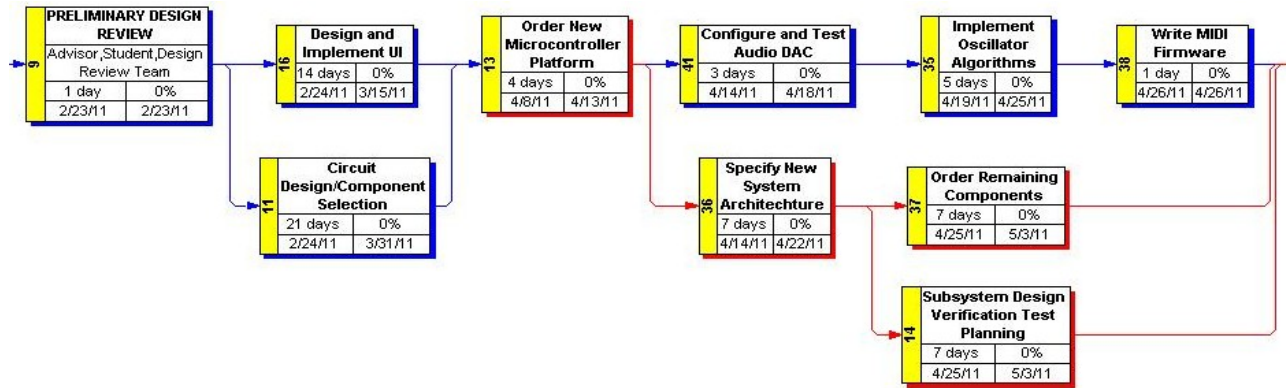 9
PRELIMINARY DESIGN
REVIEW
Advisor,Student,Design
Review Team
1 day 0%
2/23/11 2/23/11
16
Design and
Implement UI
14 days 0%
2/24/11 3/15/11
11
Circuit
Design/Component
Selection
21 days 0%
2/24/11 3/31/11
13
Order New
Microcontroller
Platform
4 days 0%
4/8/11 4/13/11
41
Configure and Test
Audio DAC
3 days 0%
4/14/11 4/18/11
36
Specify New
System
Architechture
7 days 0%
4/14/11 4/22/11
35
Implement
Oscillator
Algorithms
5 days 0%
4/19/11 4/25/11
37
Order Remaining
Components
7 days 0%
4/25/11 5/3/11
14
Subsystem Design
Verification Test
Planning
7 days 0%
4/25/11 5/3/11
38
Write MIDI
Firmware
1 day 0%
4/26/11 4/26/11